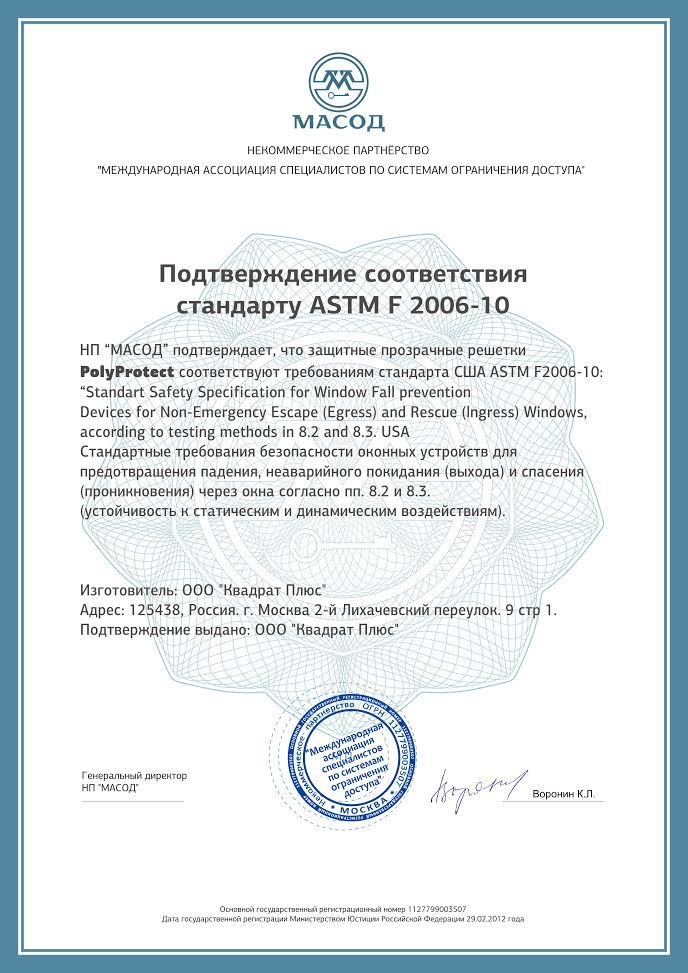 МАСОД
НЕКОММЕРЧЕСКОЕ ПАРТНЁРСТВО
"МЕЖДУНАРОДНАЯ АССОЦИАЦИЯ СПЕЦИАЛИСТОВ ПО СИСТЕМАМ ОГРАНИЧЕНИЯ ДОСТУПА"
Подтверждение соответствия
стандарту ASTM F 2006-10
НП “МАСОД” подтверждает, что защитные прозрачные решетки
PolyProtect соответствуют требованиям стандарта США ASTM F2006-10:
“Standart Safety Specification for Window Fall prevention
Devices for Non-Emergency Escape (Egress) and Rescue (Ingress) Windows,
according to testing methods in 8.2 and 8.3. USA
Стандартные требования безопасности оконных устройств для
предотвращения падения, неаварийного покидания (выхода) и спасения
(проникновения) через окна согласно пп. 8.2 и 8.3.
(устойчивость к статическим и динамическим воздействиям).
Изготовитель: ООО "Квадрат Плюс"
Адрес: 125438, Россия. г. Москва 2-й Лихачевский переулок. 9 стр 1.
Подтверждение выдано: ООО "Квадрат Плюс"
Некоммерческое партнерство ОГРН 1127799003507
"Международная
ассоциация
специалистов
по системам
ограничения
доступа"
* МОСКВА *
Генеральный директор
НП "МАСОД"
Воронин К.Л.
Основной государственный регистрационный номер 1127799003507
Дата государственной регистрации Министерством Юстиции Российской Федерации 29.02.2012 года